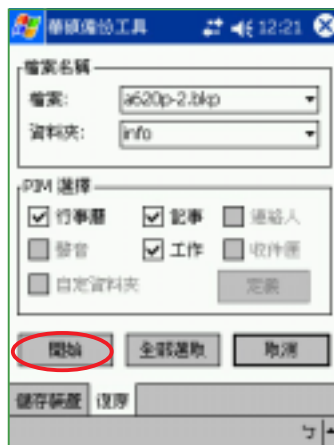 華碩備份工具 12:21
檔案名稱
檔案: a620p-2.bkp
資料夾: info
PIM 選擇
行事曆 記事 連絡人
聲音 工作 收件匣
自定資料夾 定義
開始 全部選取 取消
儲存裝置 復原
ㄅ